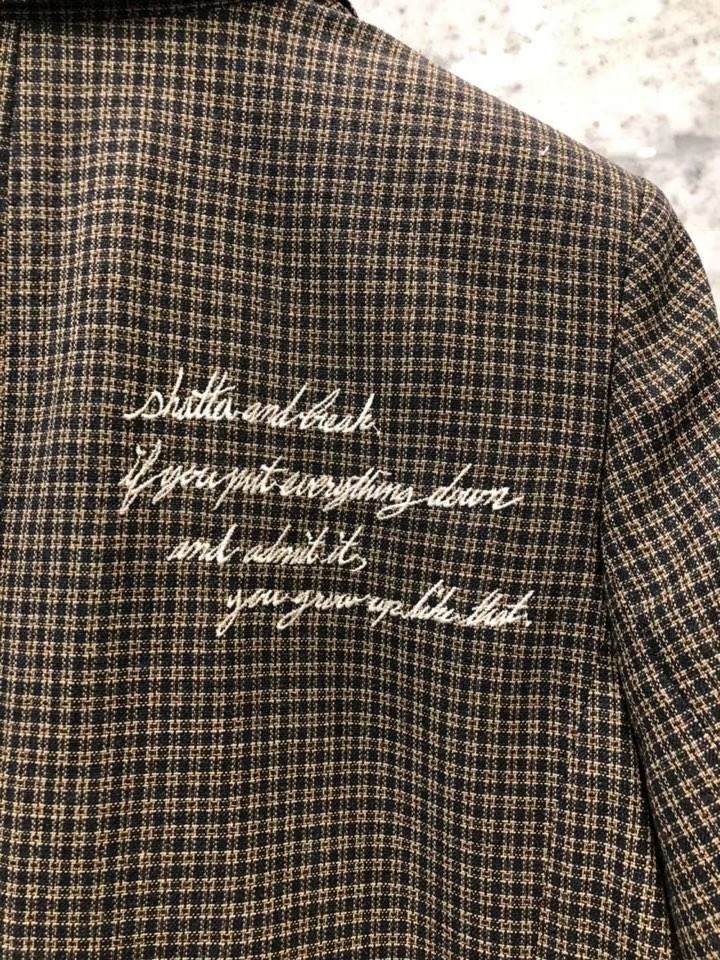 shatter and break,
if you put everything down
and admit it,
you grow up like that.